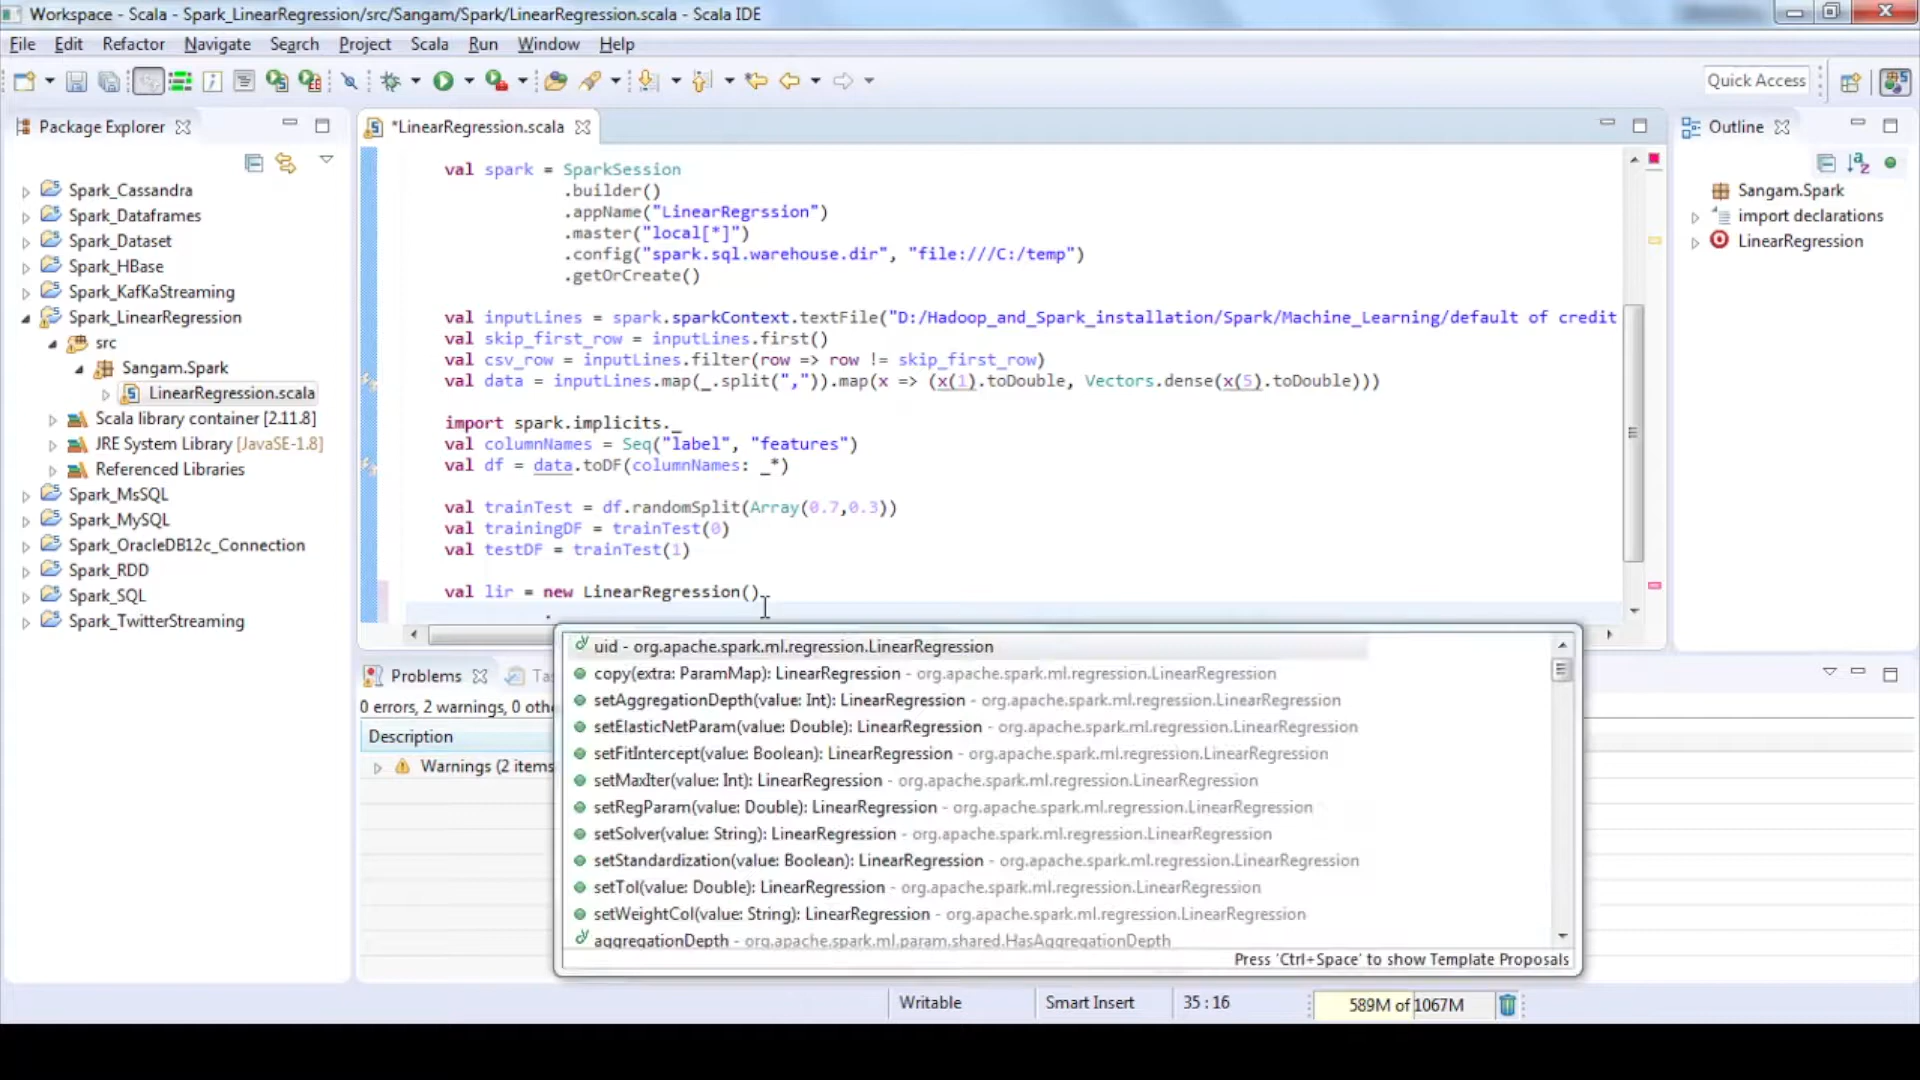 Workspace - Scala - Spark_LinearRegression/src/Sangam/Spark/LinearRegression.scala - Scala IDE
File Edit Refactor Navigate Search Project Scala Run Window Help
Quick Access
Package Explorer
Spark_Cassandra
Spark_Dataframes
Spark_Dataset
Spark_HBase
Spark_KafKaStreaming
Spark_LinearRegression
src
Sangam.Spark
LinearRegression.scala
Scala library container [2.11.8]
JRE System Library [JavaSE-1.8]
Referenced Libraries
Spark_MsSQL
Spark_MySQL
Spark_OracleDB12c_Connection
Spark_RDD
Spark_SQL
Spark_TwitterStreaming
*LinearRegression.scala
val spark = SparkSession
.builder()
.appName("LinearRegrssion")
.master("local[*]")
.config("spark.sql.warehouse.dir", "file:///C:/temp")
.getOrCreate()
val inputLines = spark.sparkContext.textFile("D:/Hadoop_and_Spark_installation/Spark/Machine_Learning/default of credit
val skip_first_row = inputLines.first()
val csv_row = inputLines.filter(row => row != skip_first_row)
val data = inputLines.map(_.split(",")).map(x => (x(1).toDouble, Vectors.dense(x(5).toDouble)))
import spark.implicits._
val columnNames = Seq("label", "features")
val df = data.toDF(columnNames: _*)
val trainTest = df.randomSplit(Array(0.7,0.3))
val trainingDF = trainTest(0)
val testDF = trainTest(1)
val lir = new LinearRegression()
.
uid - org.apache.spark.ml.regression.LinearRegression
copy(extra: ParamMap): LinearRegression - org.apache.spark.ml.regression.LinearRegression
setAggregationDepth(value: Int): LinearRegression - org.apache.spark.ml.regression.LinearRegression
setElasticNetParam(value: Double): LinearRegression - org.apache.spark.ml.regression.LinearRegression
setFitIntercept(value: Boolean): LinearRegression - org.apache.spark.ml.regression.LinearRegression
setMaxIter(value: Int): LinearRegression - org.apache.spark.ml.regression.LinearRegression
setRegParam(value: Double): LinearRegression - org.apache.spark.ml.regression.LinearRegression
setSolver(value: String): LinearRegression - org.apache.spark.ml.regression.LinearRegression
setStandardization(value: Boolean): LinearRegression - org.apache.spark.ml.regression.LinearRegression
setTol(value: Double): LinearRegression - org.apache.spark.ml.regression.LinearRegression
setWeightCol(value: String): LinearRegression - org.apache.spark.ml.regression.LinearRegression
aggregationDepth - org.apache.spark.ml.param.shared.HasAggregationDepth
Press 'Ctrl+Space' to show Template Proposals
Problems Ta
0 errors, 2 warnings, 0 othe
Description
Warnings (2 items
Outline
Sangam.Spark
import declarations
LinearRegression
Writable Smart Insert 35 : 16 589M of 1067M